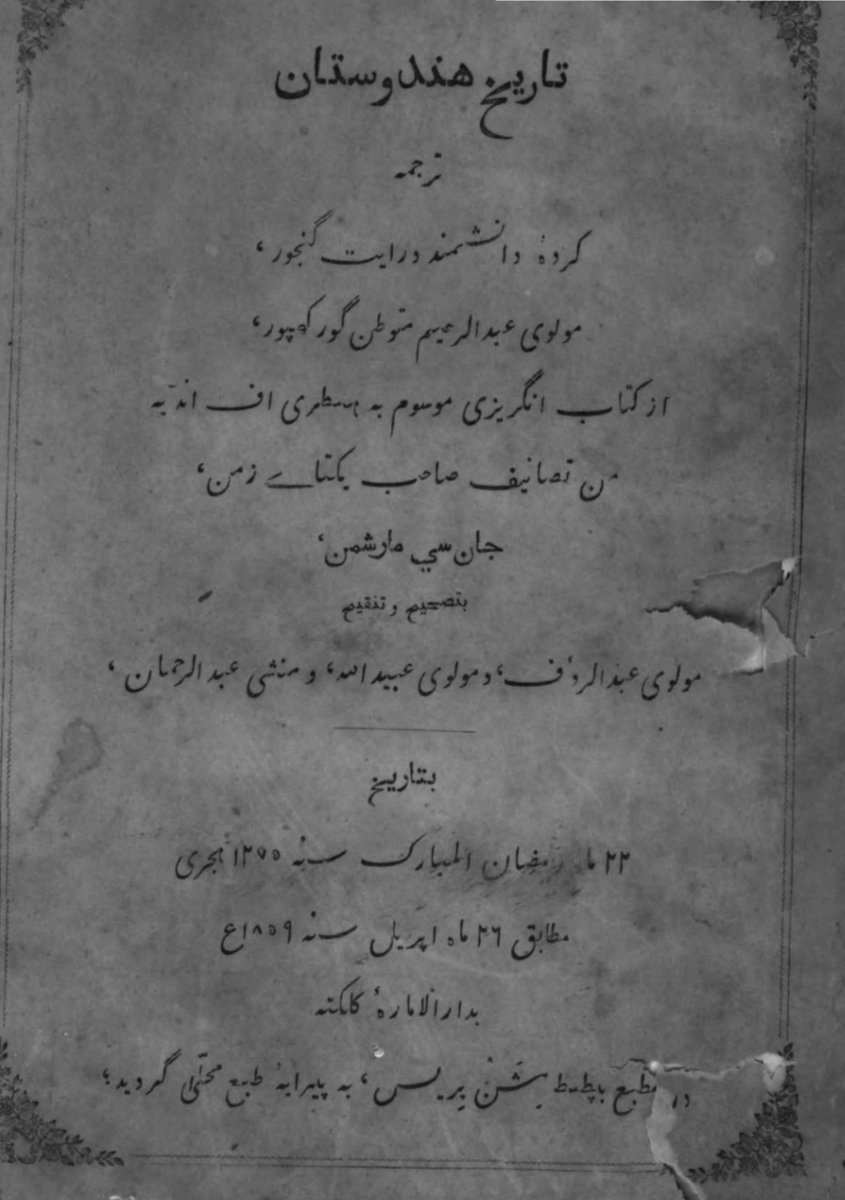 تاریخ هندوستان
ترجمه
کردهٔ دانشمند درایت گنجور،
مولوی عبدالرحیم متوطن گورکهپور،
از کتاب انگریزی موسوم به هسطری اف اندیه
من تصانیف صاحب یکتاے زمن،
جان سي مارشمن،
بتصحیح و تنقیح
مولوی عبدالرؤف، و مولوی عبیدالله، و منشی عبدالرحمان،
بتاریخ
۲۲ ماه رمضان المبارک سنه ۱۲۷۵ هجری
مطابق ۲۶ ماه اپریل سنه ۱۸۵۹ع
بدارالامارهٔ کلکته
در مطبع بپطسط مِشَنْ پریس، به پیرایهٔ طبع محلّی گردید؛